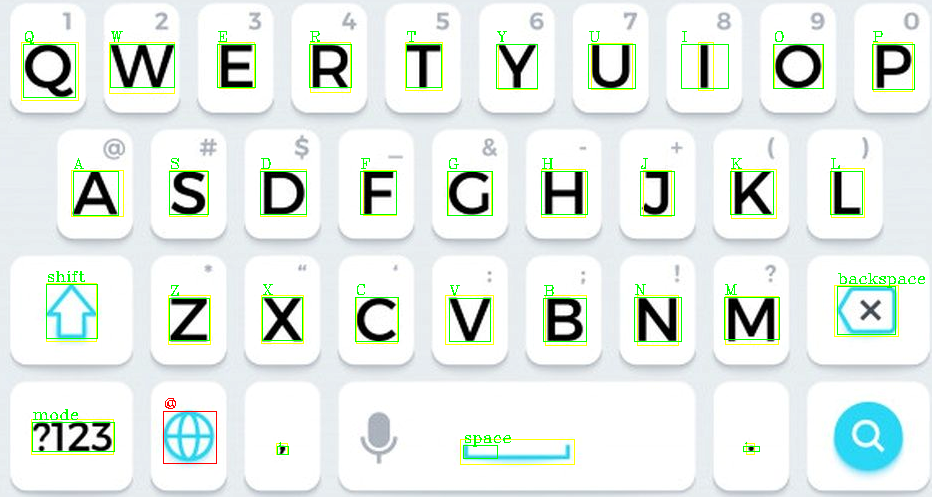 1 2 3 4 5 6 7 8 9 0
Q W E R T Y U I O P
Q W E R T Y U I O P
@ # $ _ & - + ( )
A S D F G H J K L
A S D F G H J K L
* “ ‘ : ; ! ?
shift Z X C V B N M backspace
Z X C V B N M
mode @ space
?123 , .